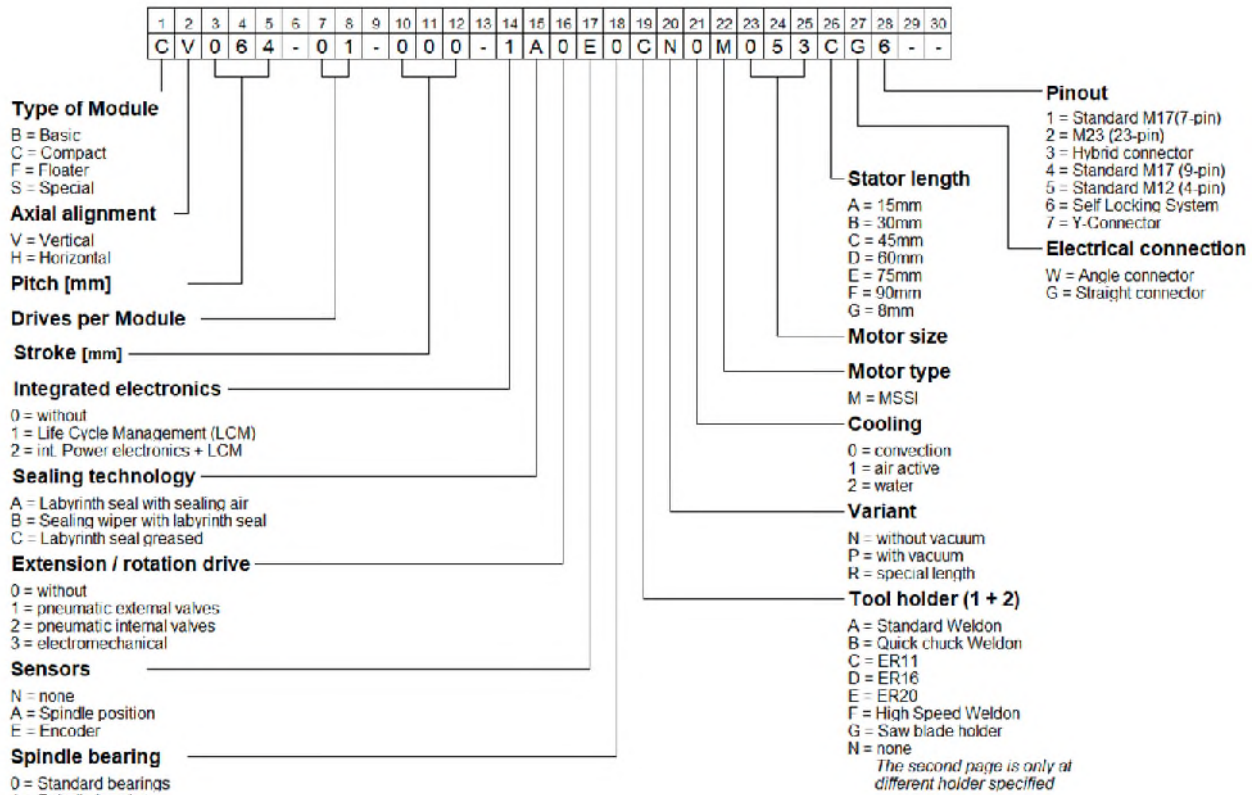 1 2 3 4 5 6 7 8 9 10 11 12 13 14 15 16 17 18 19 20 21 22 23 24 25 26 27 28 29 30
C V 0 6 4 - 0 1 - 0 0 0 - 1 A 0 E 0 C N 0 M 0 5 3 C G 6 - -
Type of Module
B = Basic
C = Compact
F = Floater
S = Special
Axial alignment
V = Vertical
H = Horizontal
Pitch [mm]
Drives per Module
Stroke [mm]
Integrated electronics
0 = without
1 = Life Cycle Management (LCM)
2 = int. Power electronics + LCM
Sealing technology
A = Labyrinth seal with sealing air
B = Sealing wiper with labyrinth seal
C = Labyrinth seal greased
Extension / rotation drive
0 = without
1 = pneumatic external valves
2 = pneumatic internal valves
3 = electromechanical
Sensors
N = none
A = Spindle position
E = Encoder
Spindle bearing
0 = Standard bearings
Stator length
A = 15mm
B = 30mm
C = 45mm
D = 60mm
E = 75mm
F = 90mm
G = 8mm
Motor size
Motor type
M = MSSI
Cooling
0 = convection
1 = air active
2 = water
Variant
N = without vacuum
P = with vacuum
R = special length
Tool holder (1 + 2)
A = Standard Weldon
B = Quick chuck Weldon
C = ER11
D = ER16
E = ER20
F = High Speed Weldon
G = Saw blade holder
N = none
The second page is only at
different holder specified
Pinout
1 = Standard M17(7-pin)
2 = M23 (23-pin)
3 = Hybrid connector
4 = Standard M17 (9-pin)
5 = Standard M12 (4-pin)
6 = Self Locking System
7 = Y-Connector
Electrical connection
W = Angle connector
G = Straight connector